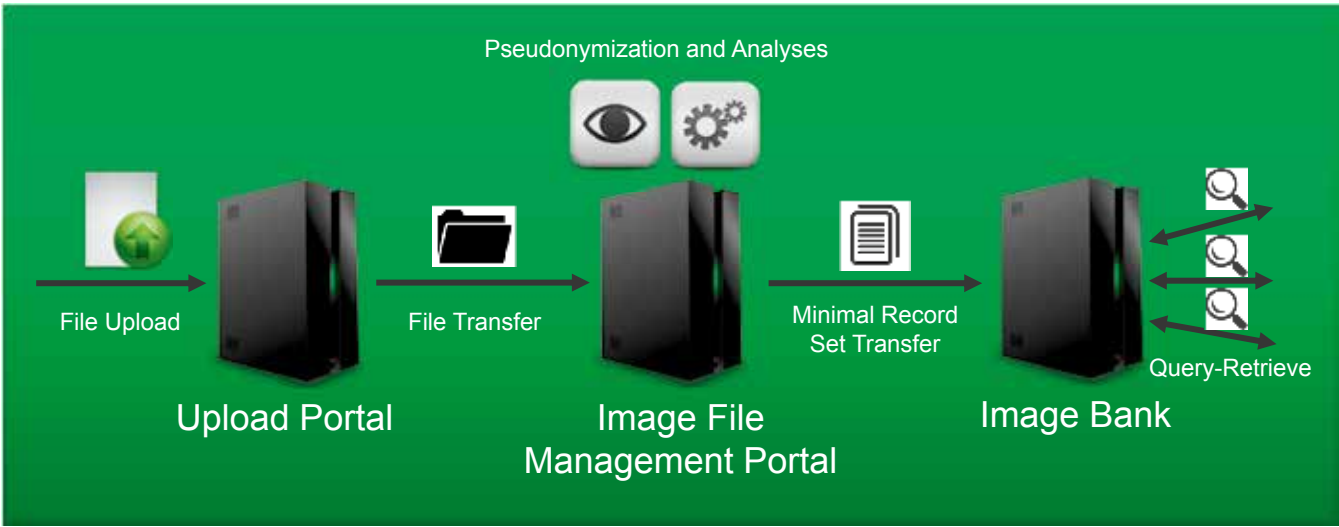 Pseudonymization and Analyses
File Upload
File Transfer
Minimal Record
Set Transfer
Query-Retrieve
Upload Portal
Image File
Management Portal
Image Bank